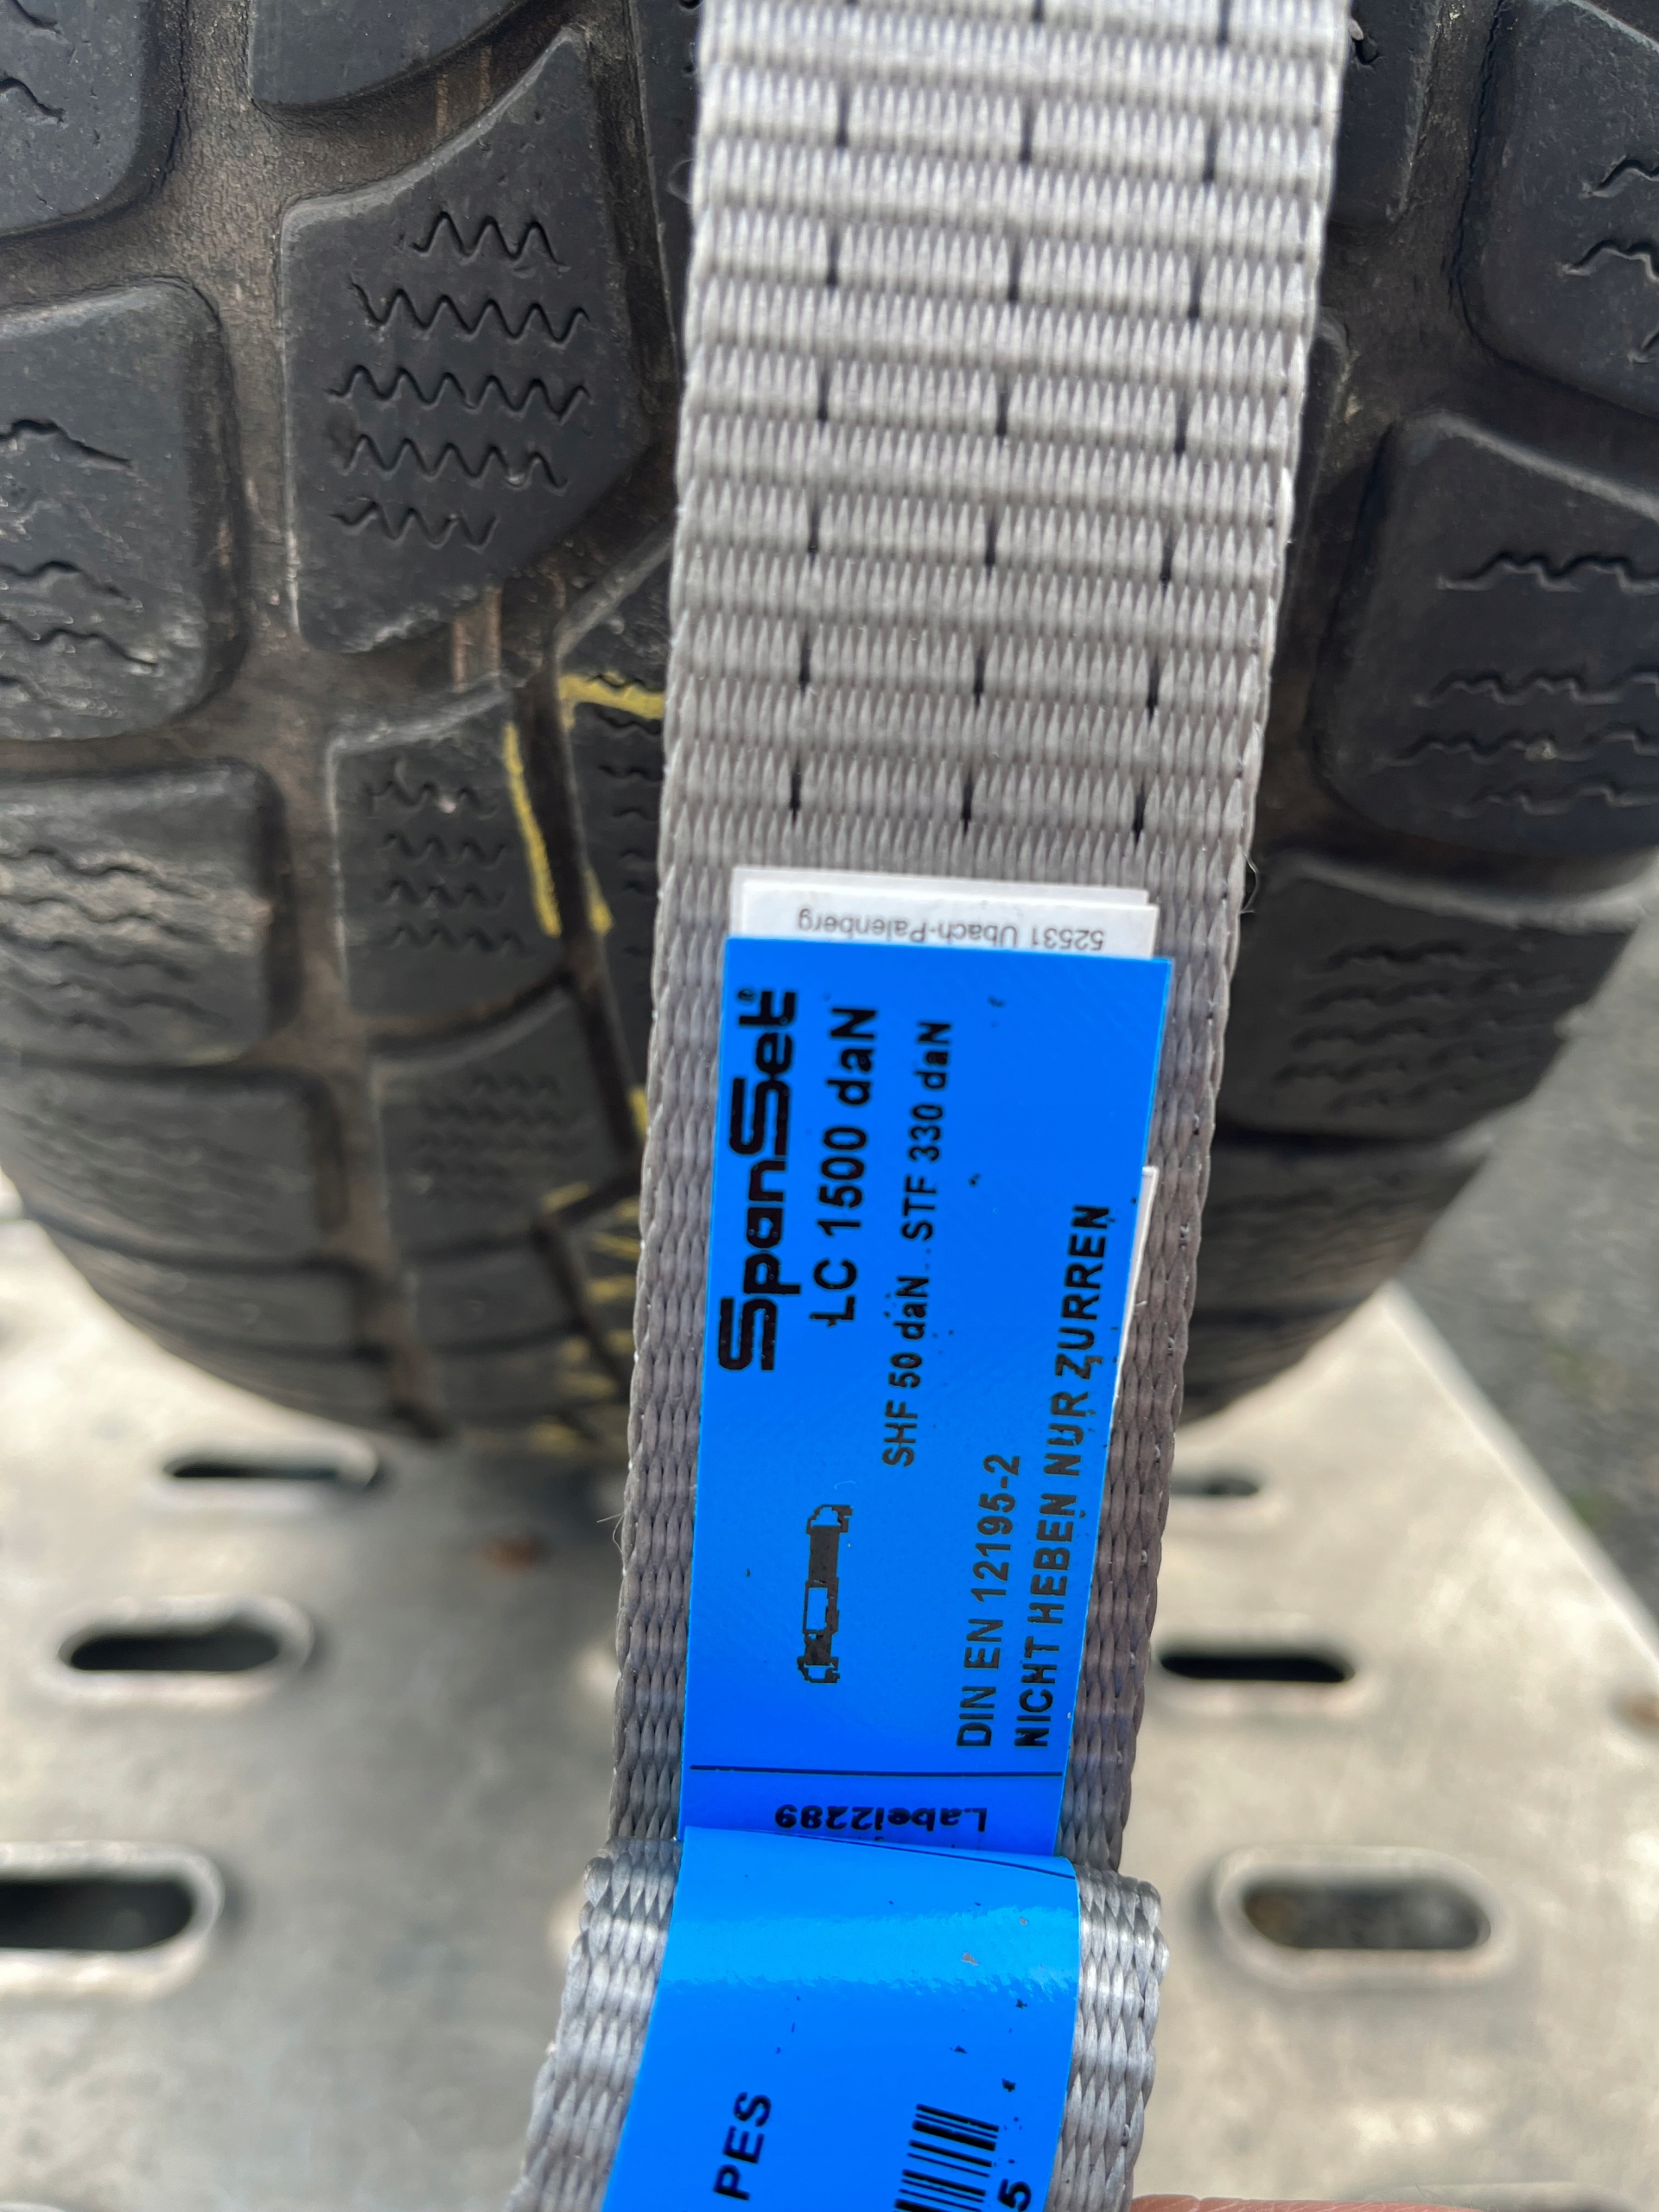 52531 Übach-Palenberg
SpanSet®
LC 1500 daN
SHF 50 daN...STF 330 daN
DIN EN 12195-2
NICHT HEBEN NUR ZURREN
Label2289
PES
5